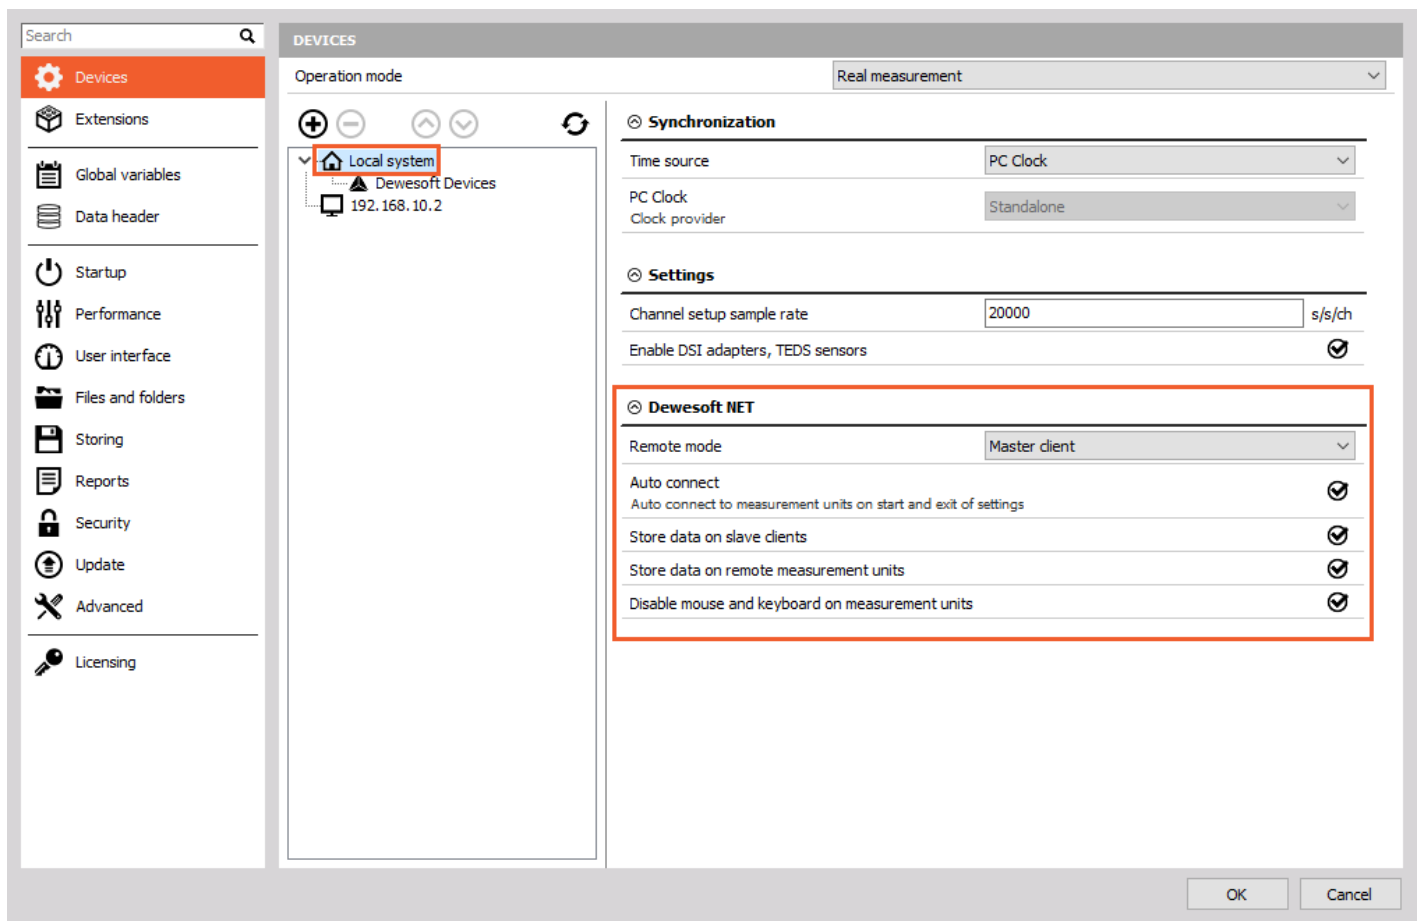 Search
Devices
Extensions
Global variables
Data header
Startup
Performance
User interface
Files and folders
Storing
Reports
Security
Update
Advanced
Licensing
DEVICES
Operation mode
Real measurement
Local system
Dewesoft Devices
192.168.10.2
Synchronization
Time source
PC Clock
PC Clock
Clock provider
Standalone
Settings
Channel setup sample rate
20000
s/s/ch
Enable DSI adapters, TEDS sensors
Dewesoft NET
Remote mode
Master client
Auto connect
Auto connect to measurement units on start and exit of settings
Store data on slave clients
Store data on remote measurement units
Disable mouse and keyboard on measurement units
OK
Cancel